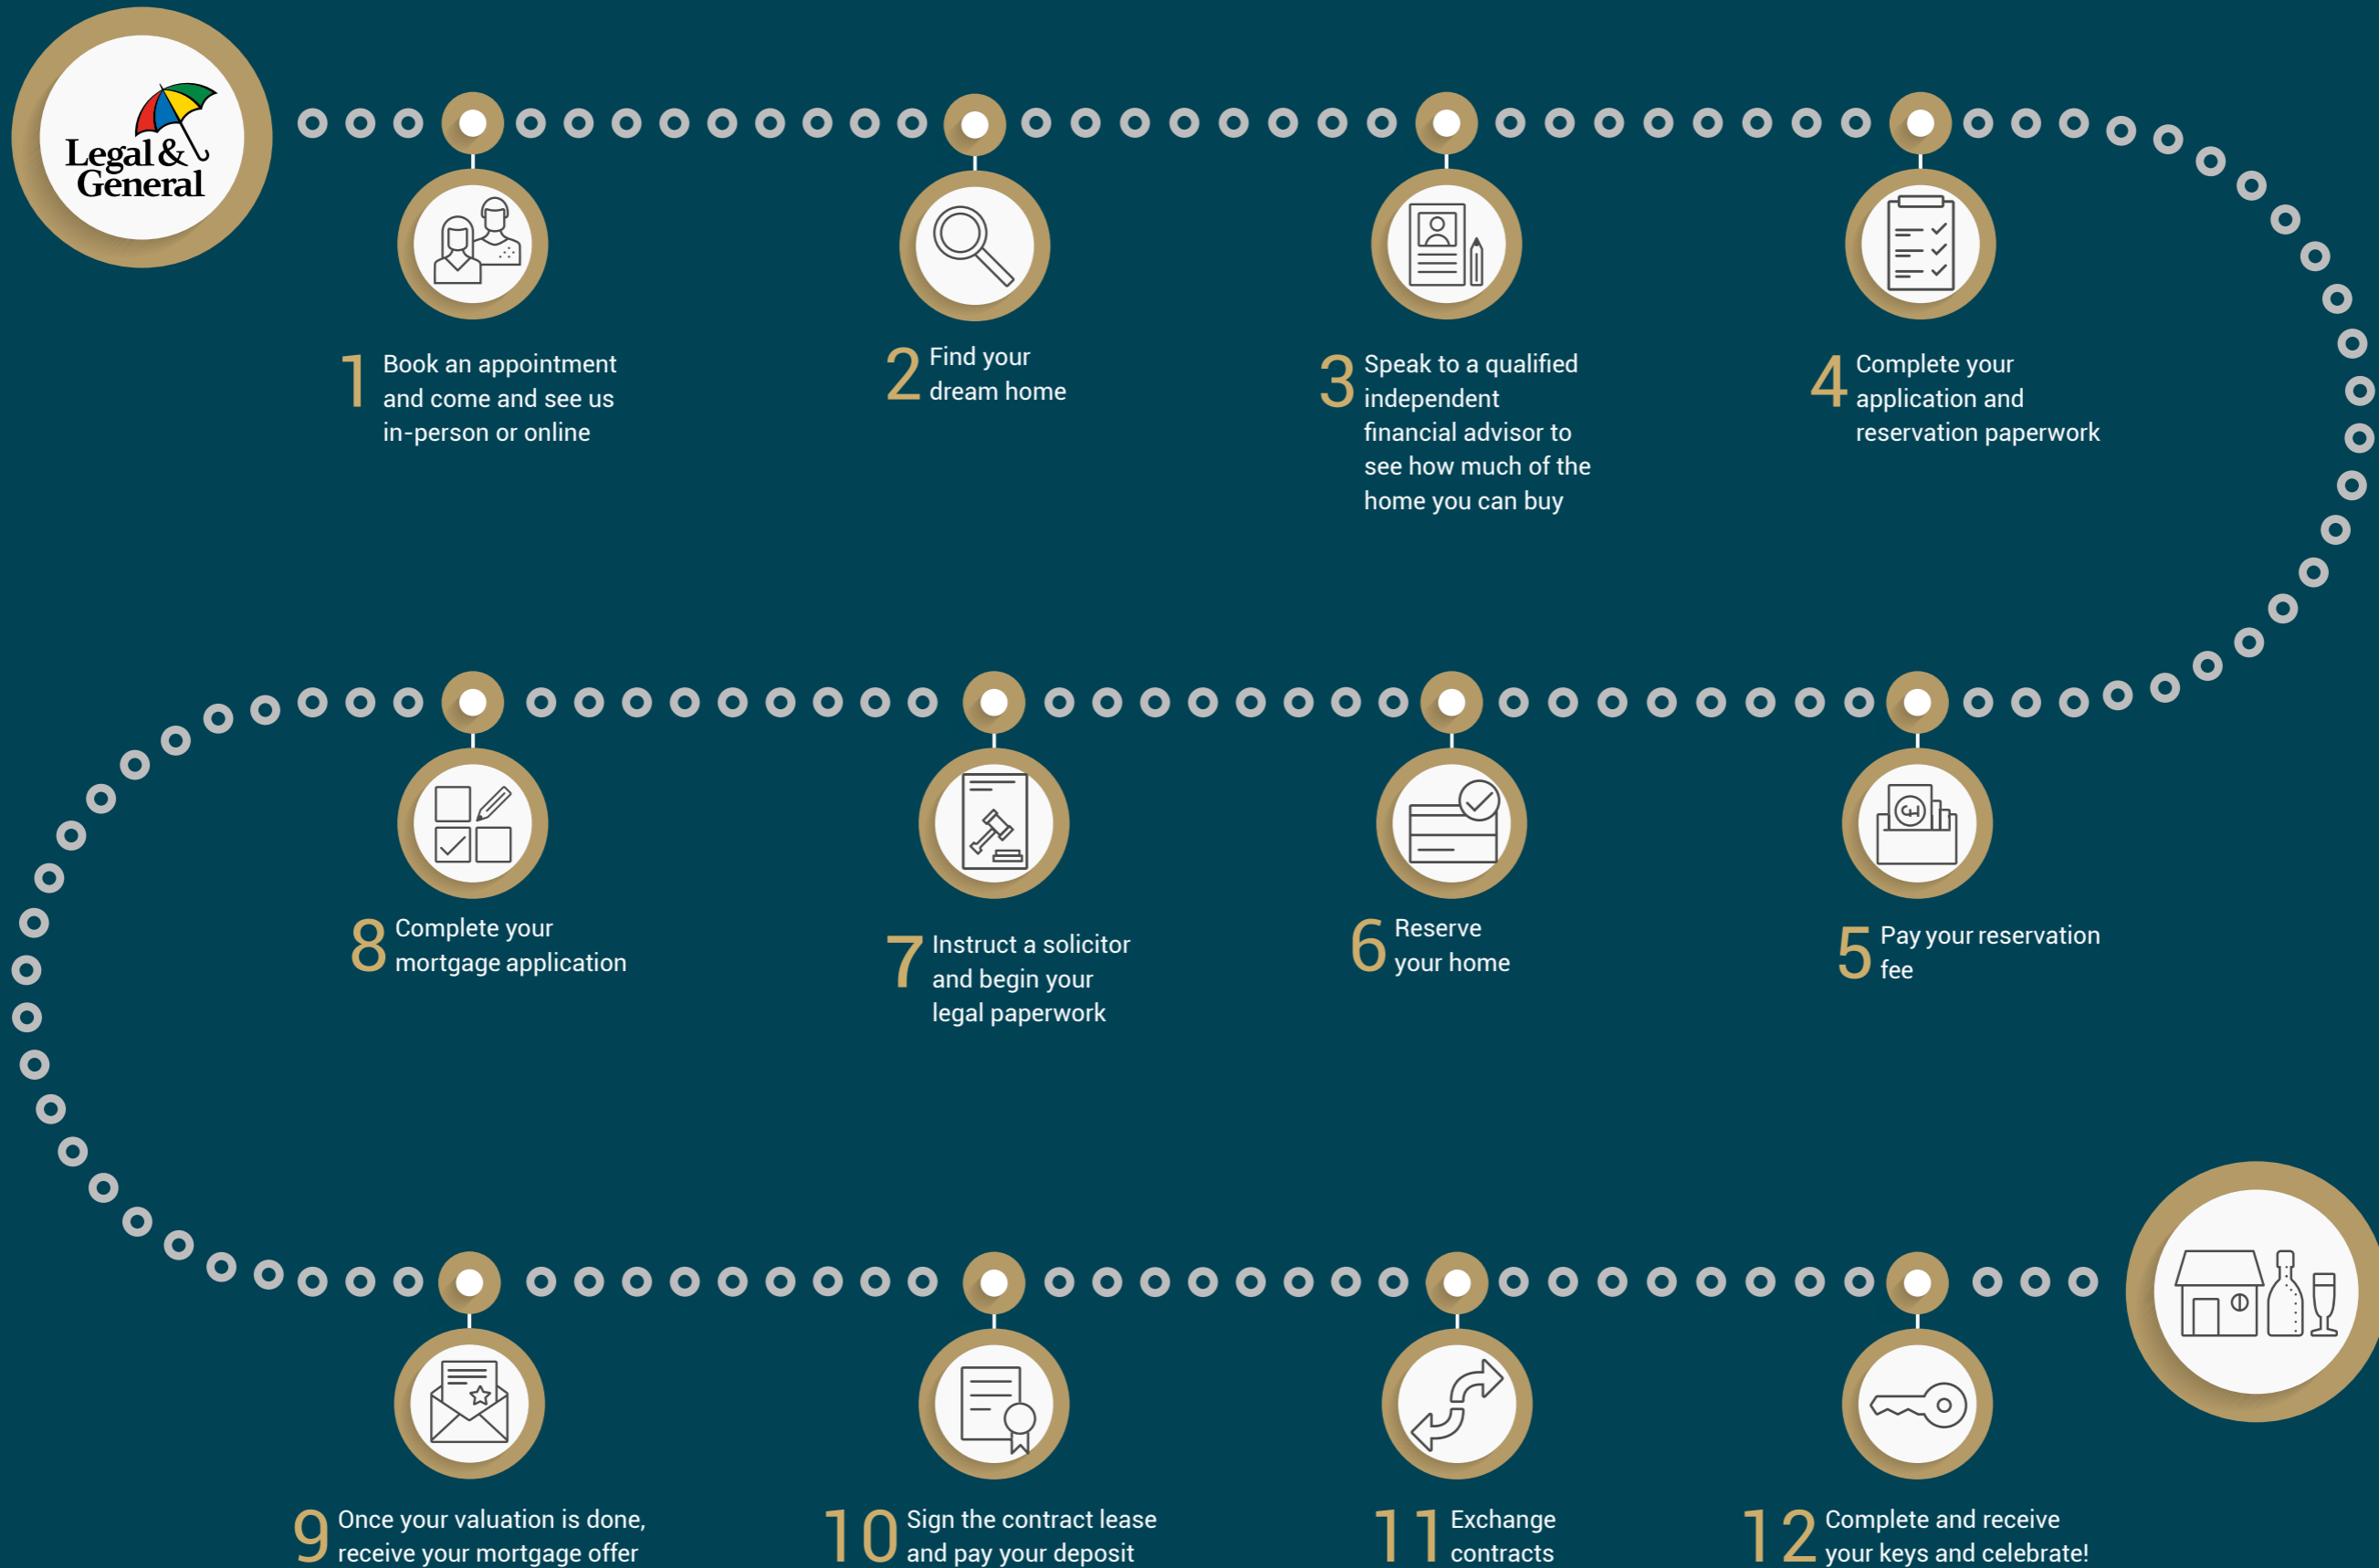 Legal &
General
1 Book an appointment
and come and see us
in-person or online
2 Find your
dream home
3 Speak to a qualified
independent
financial advisor to
see how much of the
home you can buy
4 Complete your
application and
reservation paperwork
5 Pay your reservation
fee
6 Reserve
your home
7 Instruct a solicitor
and begin your
legal paperwork
8 Complete your
mortgage application
9 Once your valuation is done,
receive your mortgage offer
10 Sign the contract lease
and pay your deposit
11 Exchange
contracts
12 Complete and receive
your keys and celebrate!